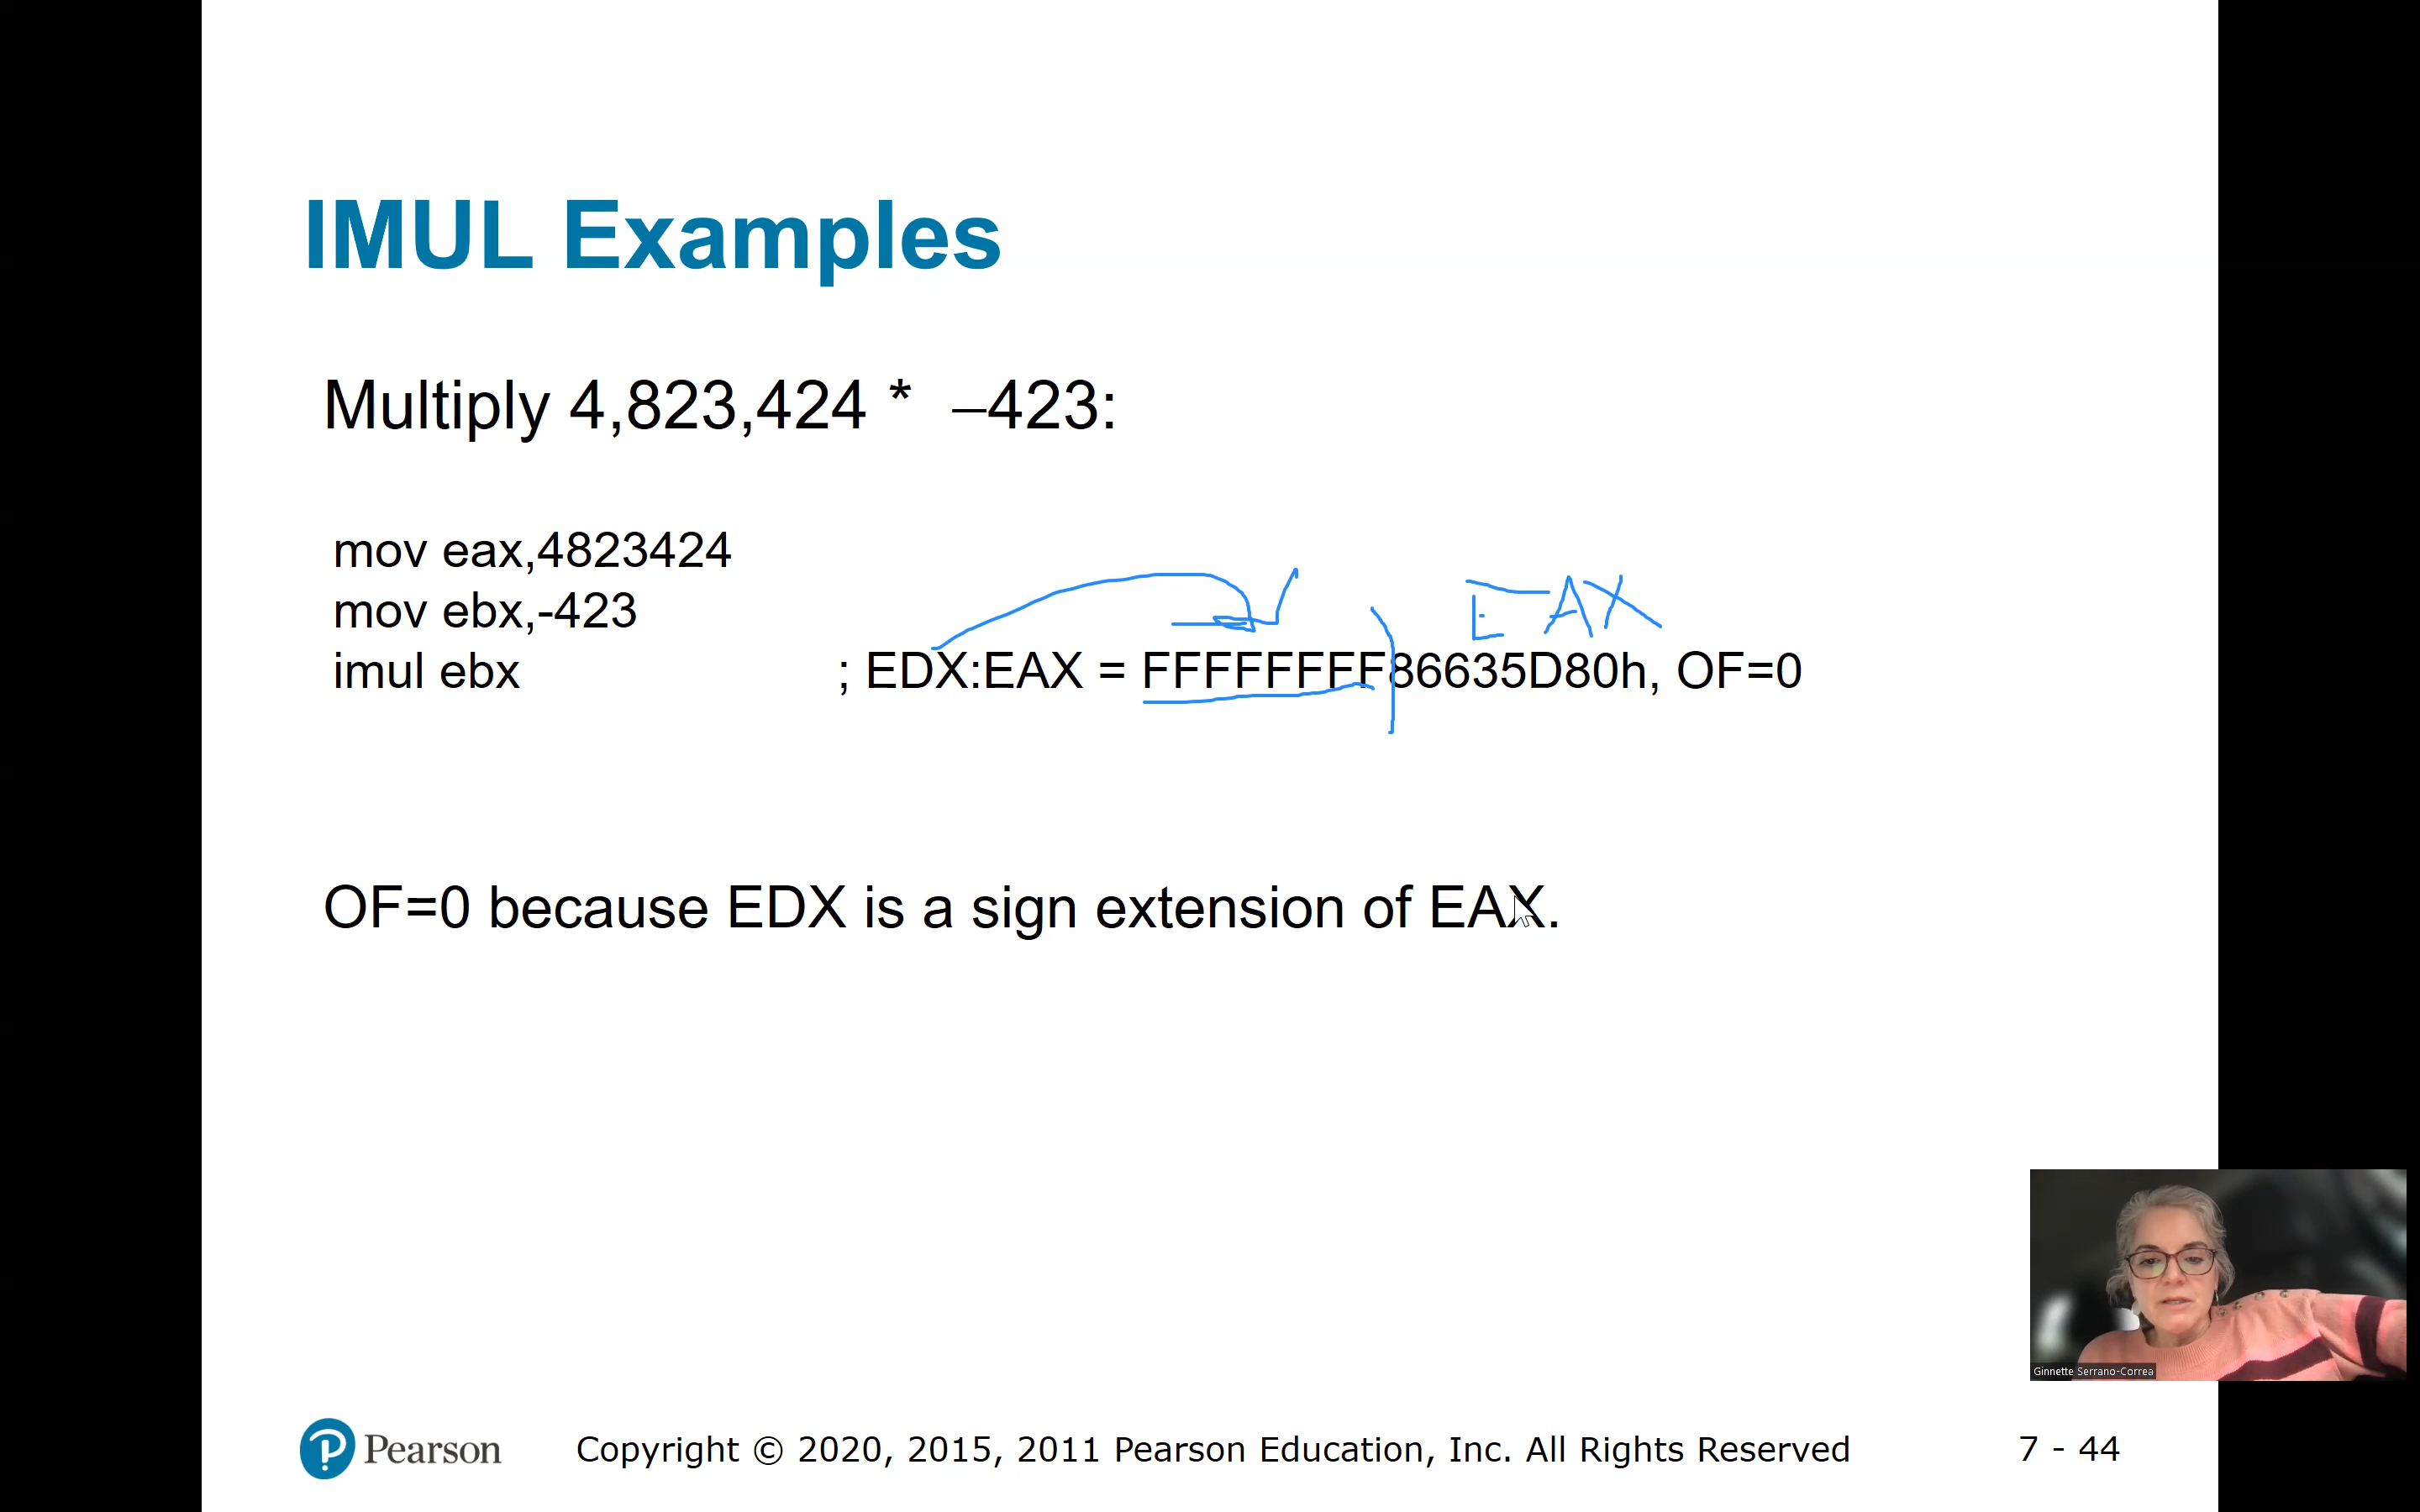 IMUL Examples
Multiply 4,823,424 * –423:
mov eax,4823424
mov ebx,-423
EAX
imul ebx ; EDX:EAX = FFFFFFFF86635D80h, OF=0
OF=0 because EDX is a sign extension of EAX.
Ginnette Serrano-Correa
Pearson Copyright © 2020, 2015, 2011 Pearson Education, Inc. All Rights Reserved 7 - 44